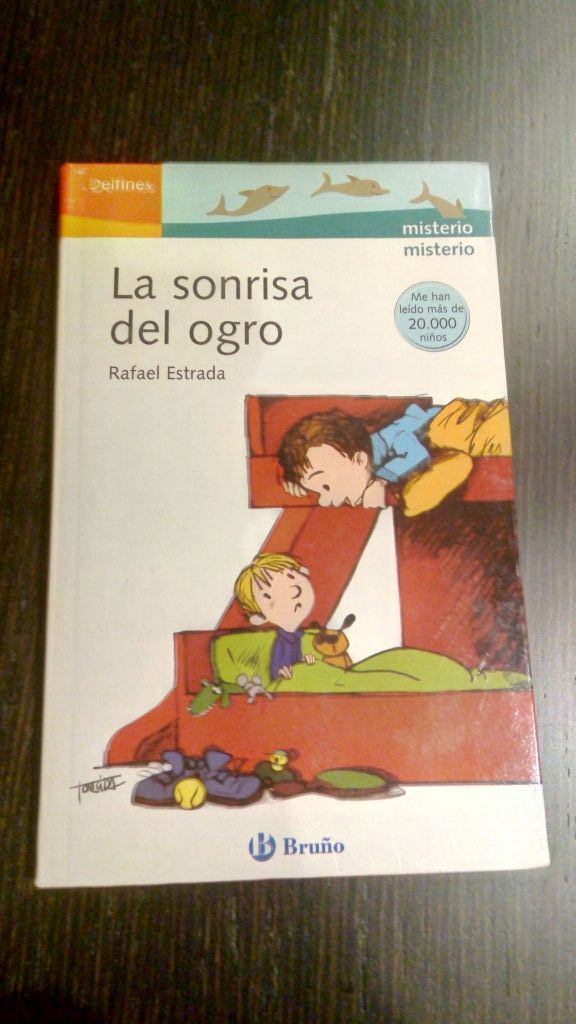 Delfines
misterio
misterio
La sonrisa
del ogro
Me han
leído más de
20.000
niños
Rafael Estrada
Bruño